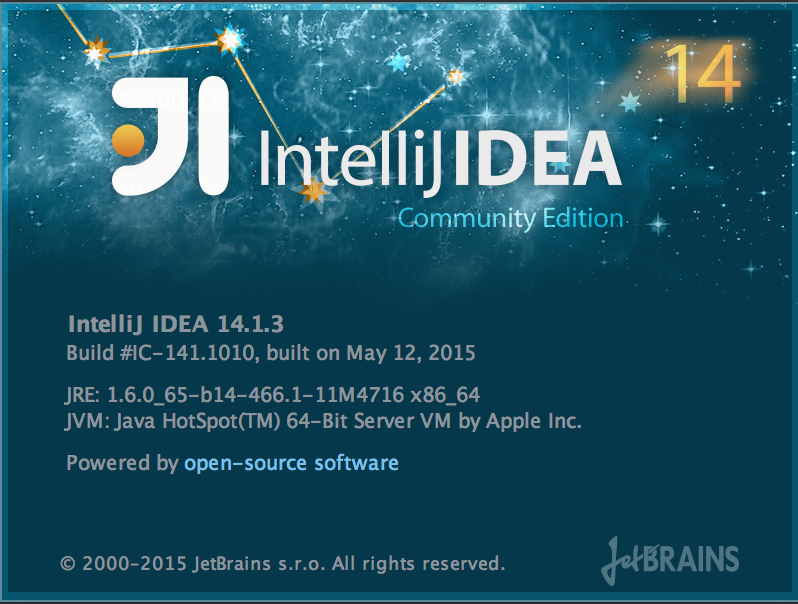 14
JI IntelliJ IDEA
Community Edition
IntelliJ IDEA 14.1.3
Build #IC-141.1010, built on May 12, 2015
JRE: 1.6.0_65-b14-466.1-11M4716 x86_64
JVM: Java HotSpot(TM) 64-Bit Server VM by Apple Inc.
Powered by open-source software
© 2000-2015 JetBrains s.r.o. All rights reserved.
JetBRAINS